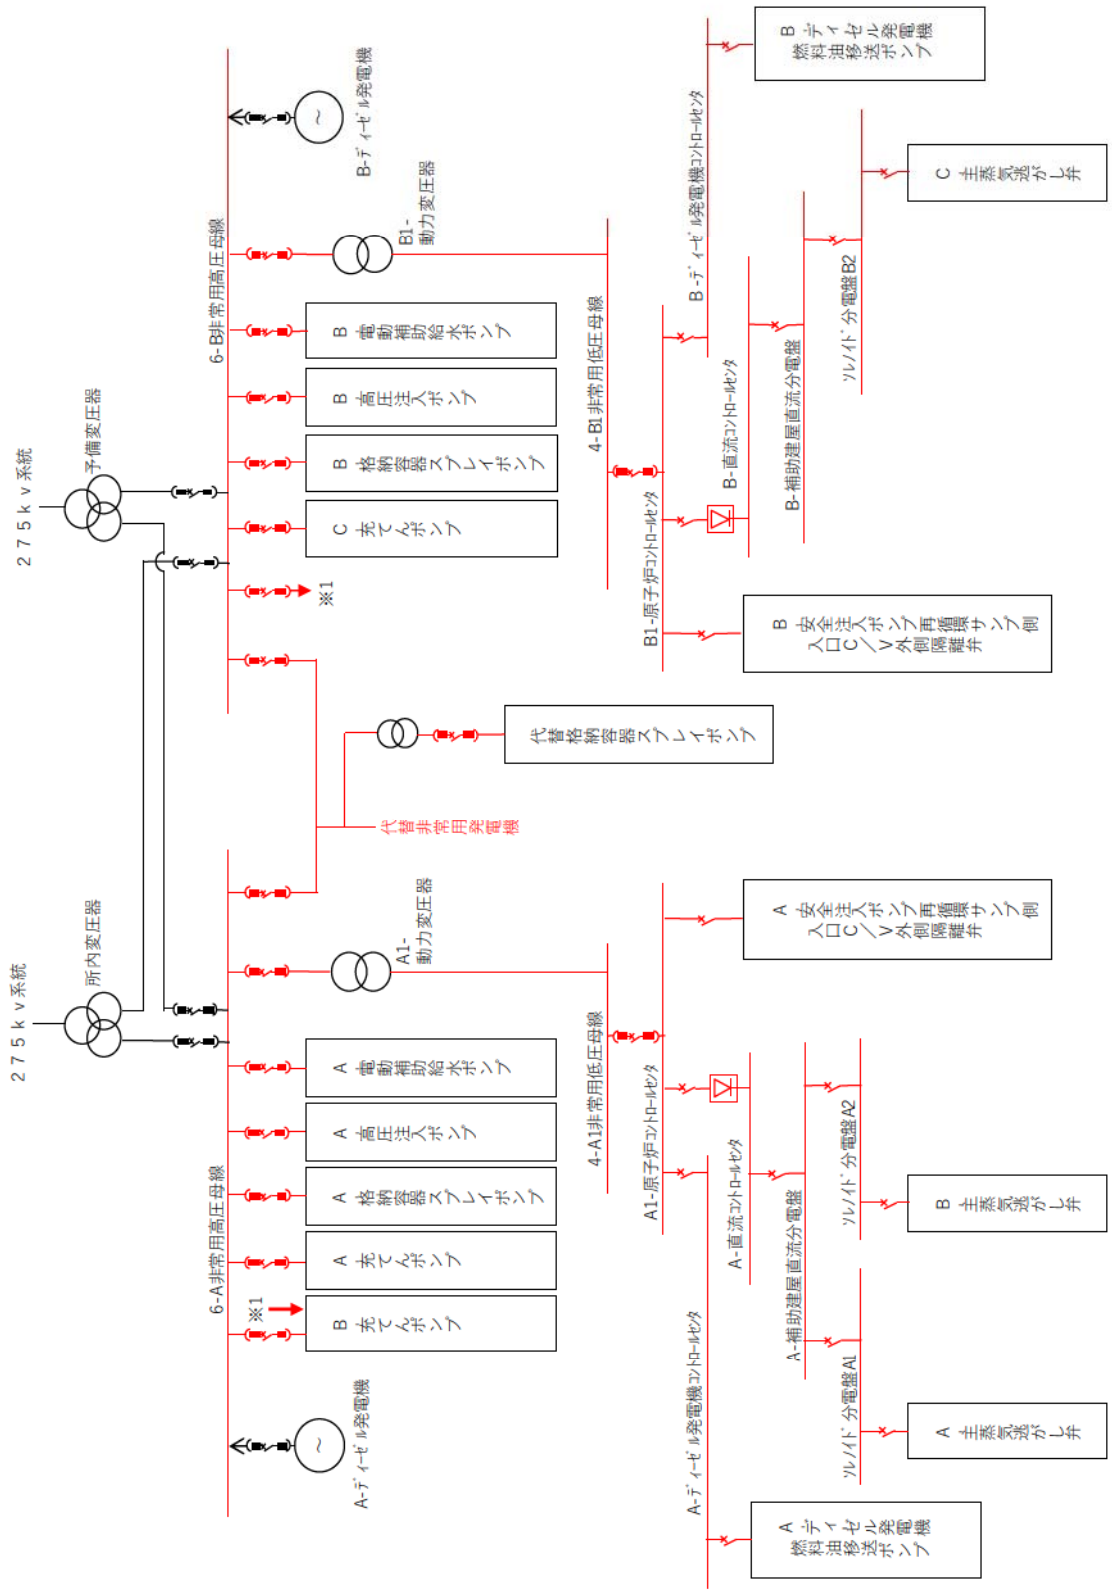 275kv系統
所内変圧器
275kv系統
予備変圧器
6-A非常用高圧母線
6-B非常用高圧母線
A-ディーゼル発電機
※1
B 充てんポンプ
A 充てんポンプ
A 格納容器スプレイポンプ
A 高圧注入ポンプ
A 電動補助給水ポンプ
A1-
動力変圧器
代替非常用発電機
代替格納容器スプレイポンプ
※1
C 充てんポンプ
B 格納容器スプレイポンプ
B 高圧注入ポンプ
B 電動補助給水ポンプ
B1-
動力変圧器
B-ディーゼル発電機
4-A1非常用低圧母線
4-B1非常用低圧母線
A1-原子炉コントロールセンタ
B1-原子炉コントロールセンタ
A-ディーゼル発電機コントロールセンタ
A-直流コントロールセンタ
B-直流コントロールセンタ
B-ディーゼル発電機コントロールセンタ
A ディゼル発電機
燃料油移送ポンプ
A-補助建屋直流分電盤
A 安全注入ポンプ再循環サンプ側
入口C/V外側隔離弁
B 安全注入ポンプ再循環サンプ側
入口C/V外側隔離弁
B-補助建屋直流分電盤
B ディゼル発電機
燃料油移送ポンプ
ソレノイド分電盤A1
ソレノイド分電盤A2
ソレノイド分電盤B2
A 主蒸気逃がし弁
B 主蒸気逃がし弁
C 主蒸気逃がし弁